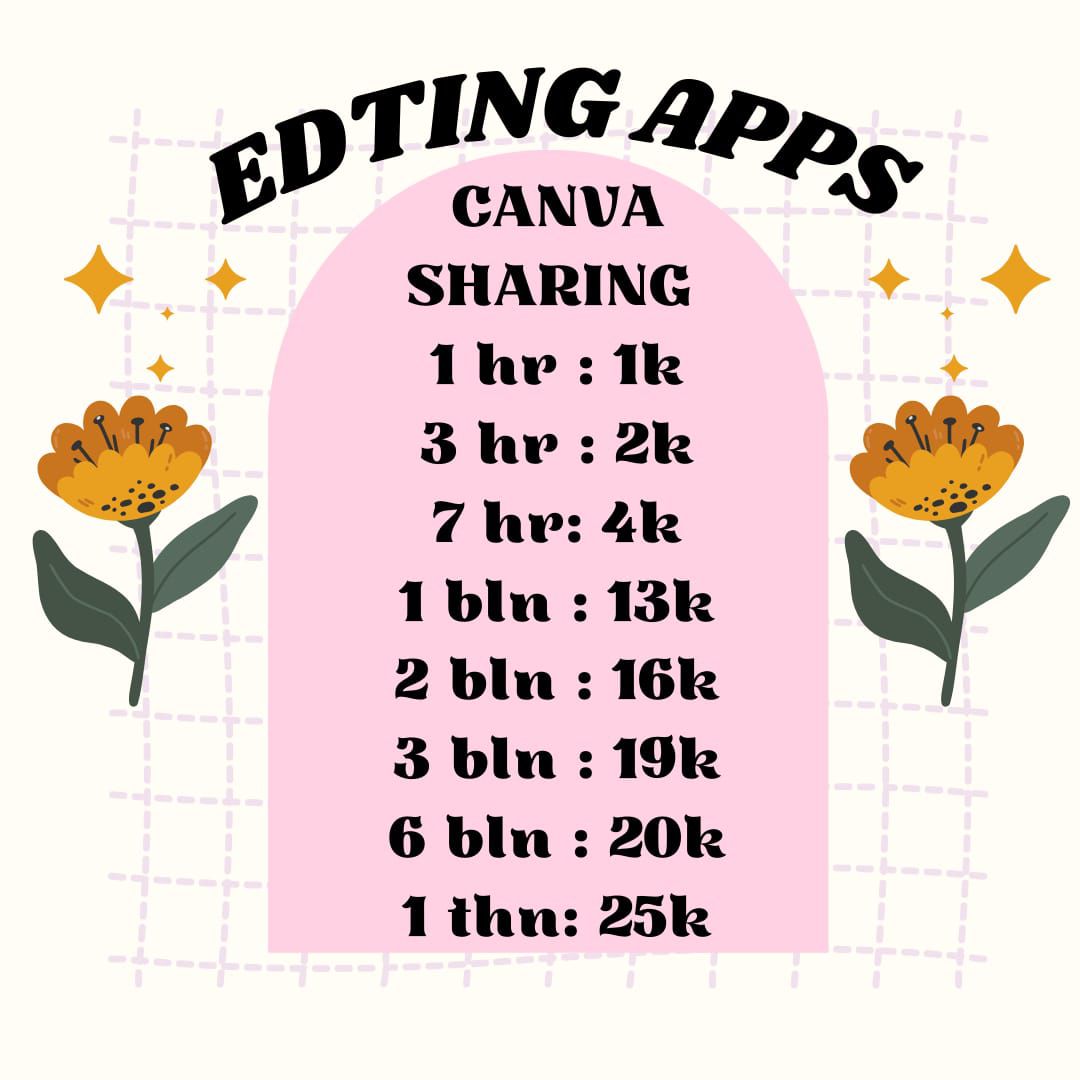 EDTING APPS
CANVA
SHARING
1 hr : 1k
3 hr : 2k
7 hr: 4k
1 bln : 13k
2 bln : 16k
3 bln : 19k
6 bln : 20k
1 thn: 25k